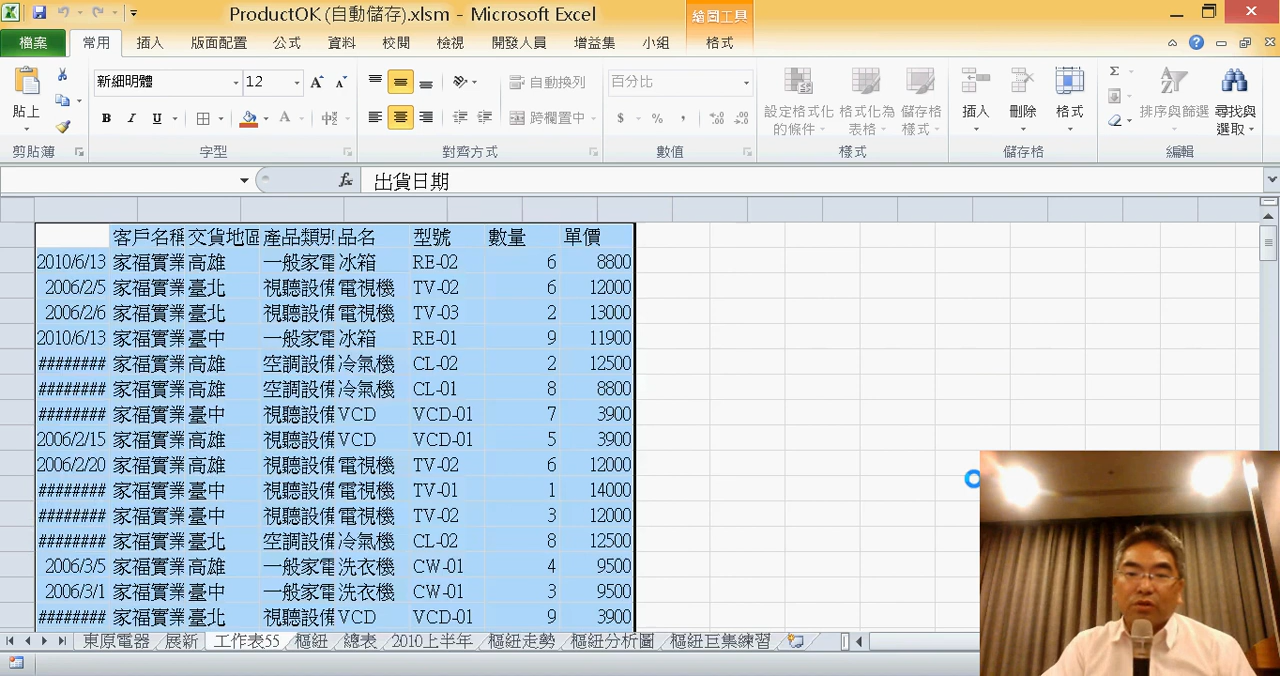 ProductOK (自動儲存).xlsm - Microsoft Excel
繪圖工具
檔案 常用 插入 版面配置 公式 資料 校閱 檢視 開發人員 增益集 小組 格式
新細明體 12 自動換列 百分比
貼上 B I U 中 跨欄置中 $ % ,
設定格式化的條件 格式化為表格 儲存格樣式 插入 刪除 格式 Σ 排序與篩選 尋找與選取
剪貼簿 字型 對齊方式 數值 樣式 儲存格 編輯
fx 出貨日期
客戶名稱 交貨地區 產品類別 品名 型號 數量 單價
2010/6/13 家福實業 高雄 一般家電 冰箱 RE-02 6 8800
2006/2/5 家福實業 臺北 視聽設備 電視機 TV-02 6 12000
2006/2/6 家福實業 臺北 視聽設備 電視機 TV-03 2 13000
2010/6/13 家福實業 臺中 一般家電 冰箱 RE-01 9 11900
######## 家福實業 高雄 空調設備 冷氣機 CL-02 2 12500
######## 家福實業 高雄 空調設備 冷氣機 CL-01 8 8800
######## 家福實業 臺中 視聽設備 VCD VCD-01 7 3900
2006/2/15 家福實業 高雄 視聽設備 VCD VCD-01 5 3900
2006/2/20 家福實業 高雄 視聽設備 電視機 TV-02 6 12000
######## 家福實業 臺中 視聽設備 電視機 TV-01 1 14000
######## 家福實業 臺中 視聽設備 電視機 TV-02 3 12000
######## 家福實業 臺北 空調設備 冷氣機 CL-02 8 12500
2006/3/5 家福實業 高雄 一般家電 洗衣機 CW-01 4 9500
2006/3/1 家福實業 臺中 一般家電 洗衣機 CW-01 3 9500
######## 家福實業 臺北 視聽設備 VCD VCD-01 9 3900
東原電器 展新 工作表55 樞紐 總表 2010上半年 樞紐走勢 樞紐分析圖 樞紐巨集練習